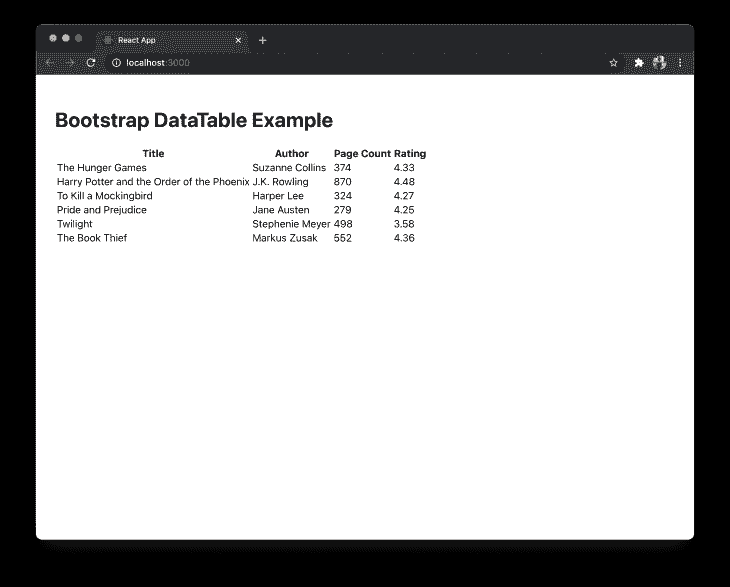 React App
localhost:3000
Bootstrap DataTable Example
Title Author Page Count Rating
The Hunger Games Suzanne Collins 374 4.33
Harry Potter and the Order of the Phoenix J.K. Rowling 870 4.48
To Kill a Mockingbird Harper Lee 324 4.27
Pride and Prejudice Jane Austen 279 4.25
Twilight Stephenie Meyer 498 3.58
The Book Thief Markus Zusak 552 4.36